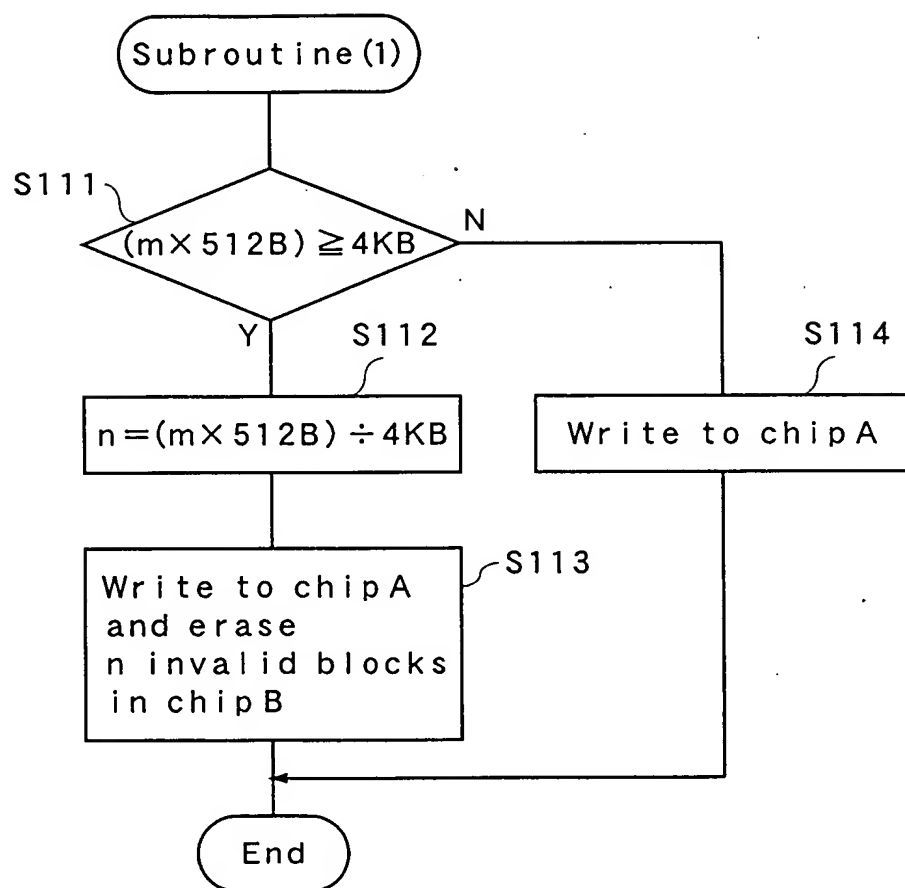 Subroutine(1)
S111
(m×512B)≧4KB
N
Y
S112
n=(m×512B)÷4KB
S114
Write to chipA
S113
Write to chipA
and erase
n invalid blocks
in chipB
End